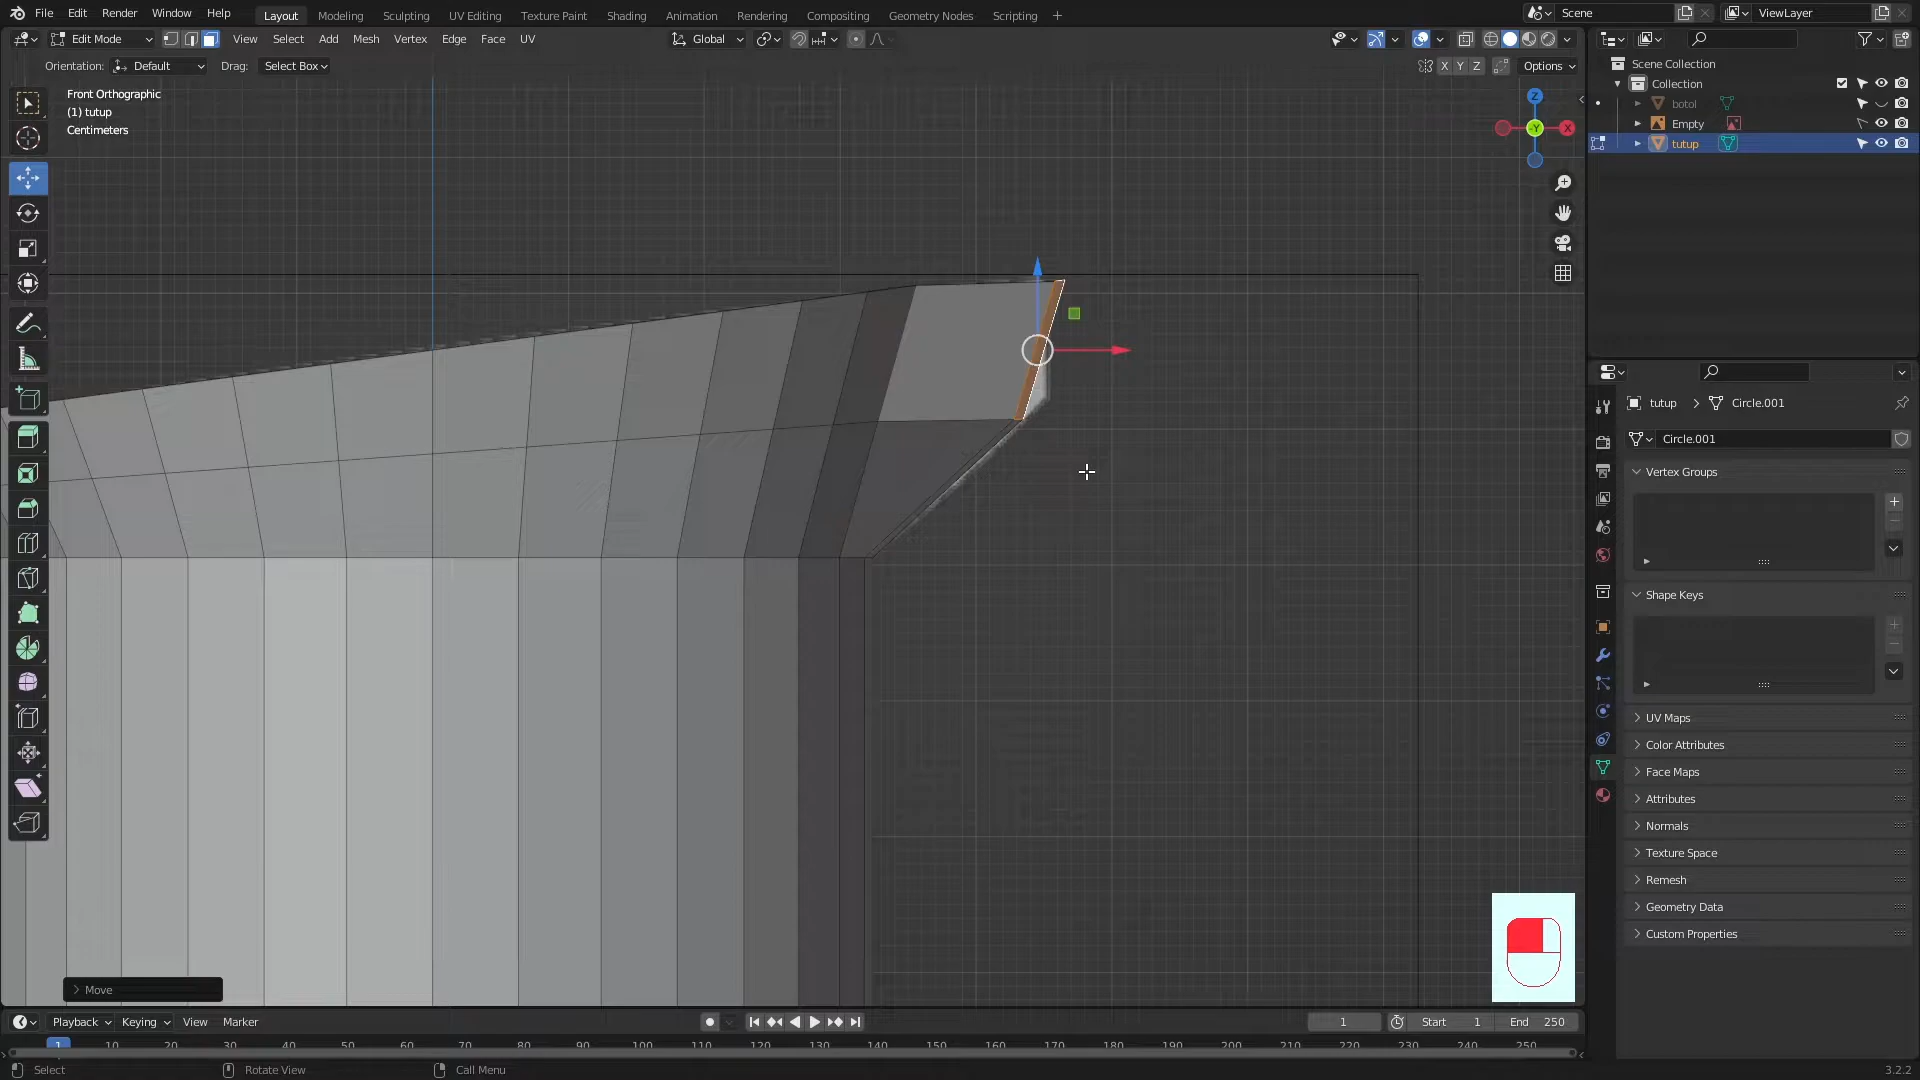 File Edit Render Window Help Layout Modeling Sculpting UV Editing Texture Paint Shading Animation Rendering Compositing Geometry Nodes Scripting + Scene ViewLayer
Edit Mode View Select Add Mesh Vertex Edge Face UV Global
Orientation: Default Drag: Select Box X Y Z Options
Front Orthographic
(1) tutup
Centimeters
Z
X
-Y
Scene Collection
Collection
botol
Empty
tutup
tutup > Circle.001
Circle.001
Vertex Groups
Shape Keys
UV Maps
Color Attributes
Face Maps
Attributes
Normals
Texture Space
Remesh
Geometry Data
Custom Properties
> Move
Playback Keying View Marker 1 Start 1 End 250
1 10 20 30 40 50 60 70 80 90 100 110 120 130 140 150 160 170 180 190 200 210 220 230 240 250
Select Rotate View Call Menu 3.2.2